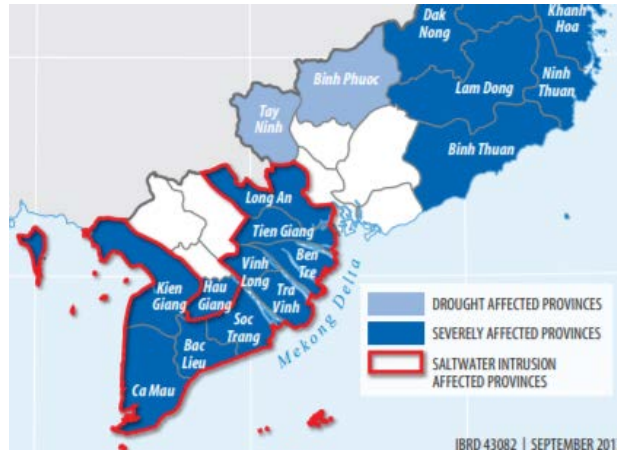 Dak
Nong
Khanh
Hoa
Binh Phuoc
Lam Dong
Ninh
Thuan
Tay
Ninh
Binh Thuan
Long An
Tien Giang
Ben
Tre
Vinh
Long
Tra
Vinh
Kien
Giang
Hau
Giang
Soc
Trang
Bac
Lieu
Ca Mau
Mekong Delta
DROUGHT AFFECTED PROVINCES
SEVERELY AFFECTED PROVINCES
SALTWATER INTRUSION
AFFECTED PROVINCES
IBRD 43082 | SEPTEMBER 201